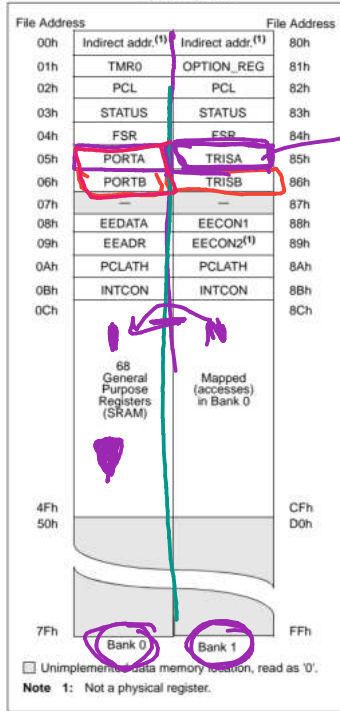 File Address File Address
00h Indirect addr.(1) Indirect addr.(1) 80h
01h TMR0 OPTION_REG 81h
02h PCL PCL 82h
03h STATUS STATUS 83h
04h FSR FSR 84h
05h PORTA TRISA 85h
06h PORTB TRISB 86h
07h — — 87h
08h EEDATA EECON1 88h
09h EEADR EECON2(1) 89h
0Ah PCLATH PCLATH 8Ah
0Bh INTCON INTCON 8Bh
0Ch 8Ch
68
General
Purpose
Registers
(SRAM)
Mapped
(accesses)
in Bank 0
4Fh CFh
50h D0h
7Fh FFh
Bank 0 Bank 1
Unimplemented data memory location, read as '0'.
Note 1: Not a physical register.